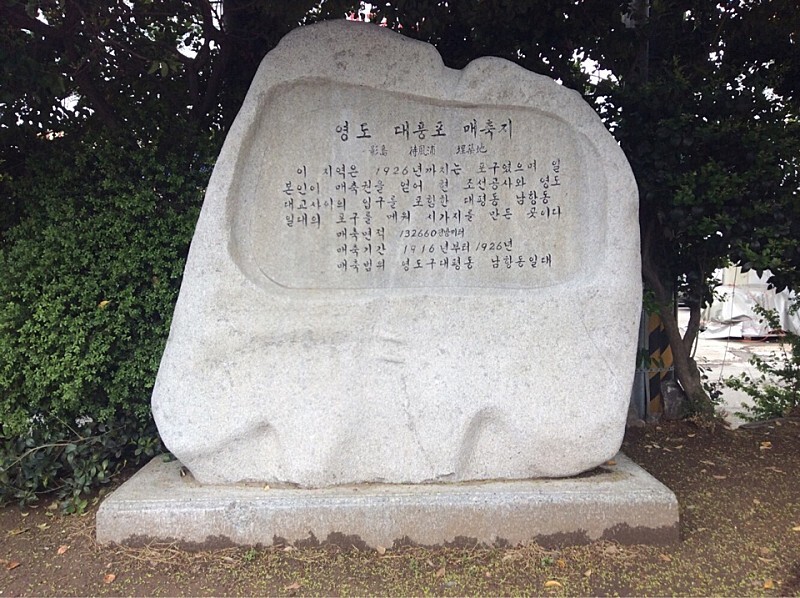 영도 대풍포 매축지
影島 待風浦 埋築地
이 지역은 1926년까지는 포구였으며 일
본인이 매축권을 얻어 현 조선공사와 영도
대교사이의 입구를 포함한 대평동 남항동
일대의 포구를 매워 시가지를 만든 곳이다
매축면적 132660평방미터
매축기간 1916년부터1926년
매축범위 영도구대평동 남항동일대